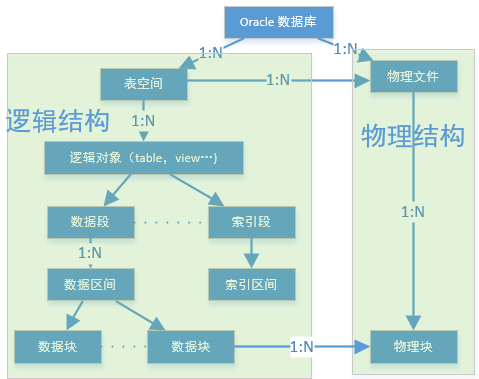 Oracle 数据库
1:N
1:N
表空间
1:N
物理文件
逻辑结构
1:N
物理结构
逻辑对象（table，view…)
数据段
索引段
1:N
1:N
数据区间
索引区间
数据块
数据块
1:N
物理块